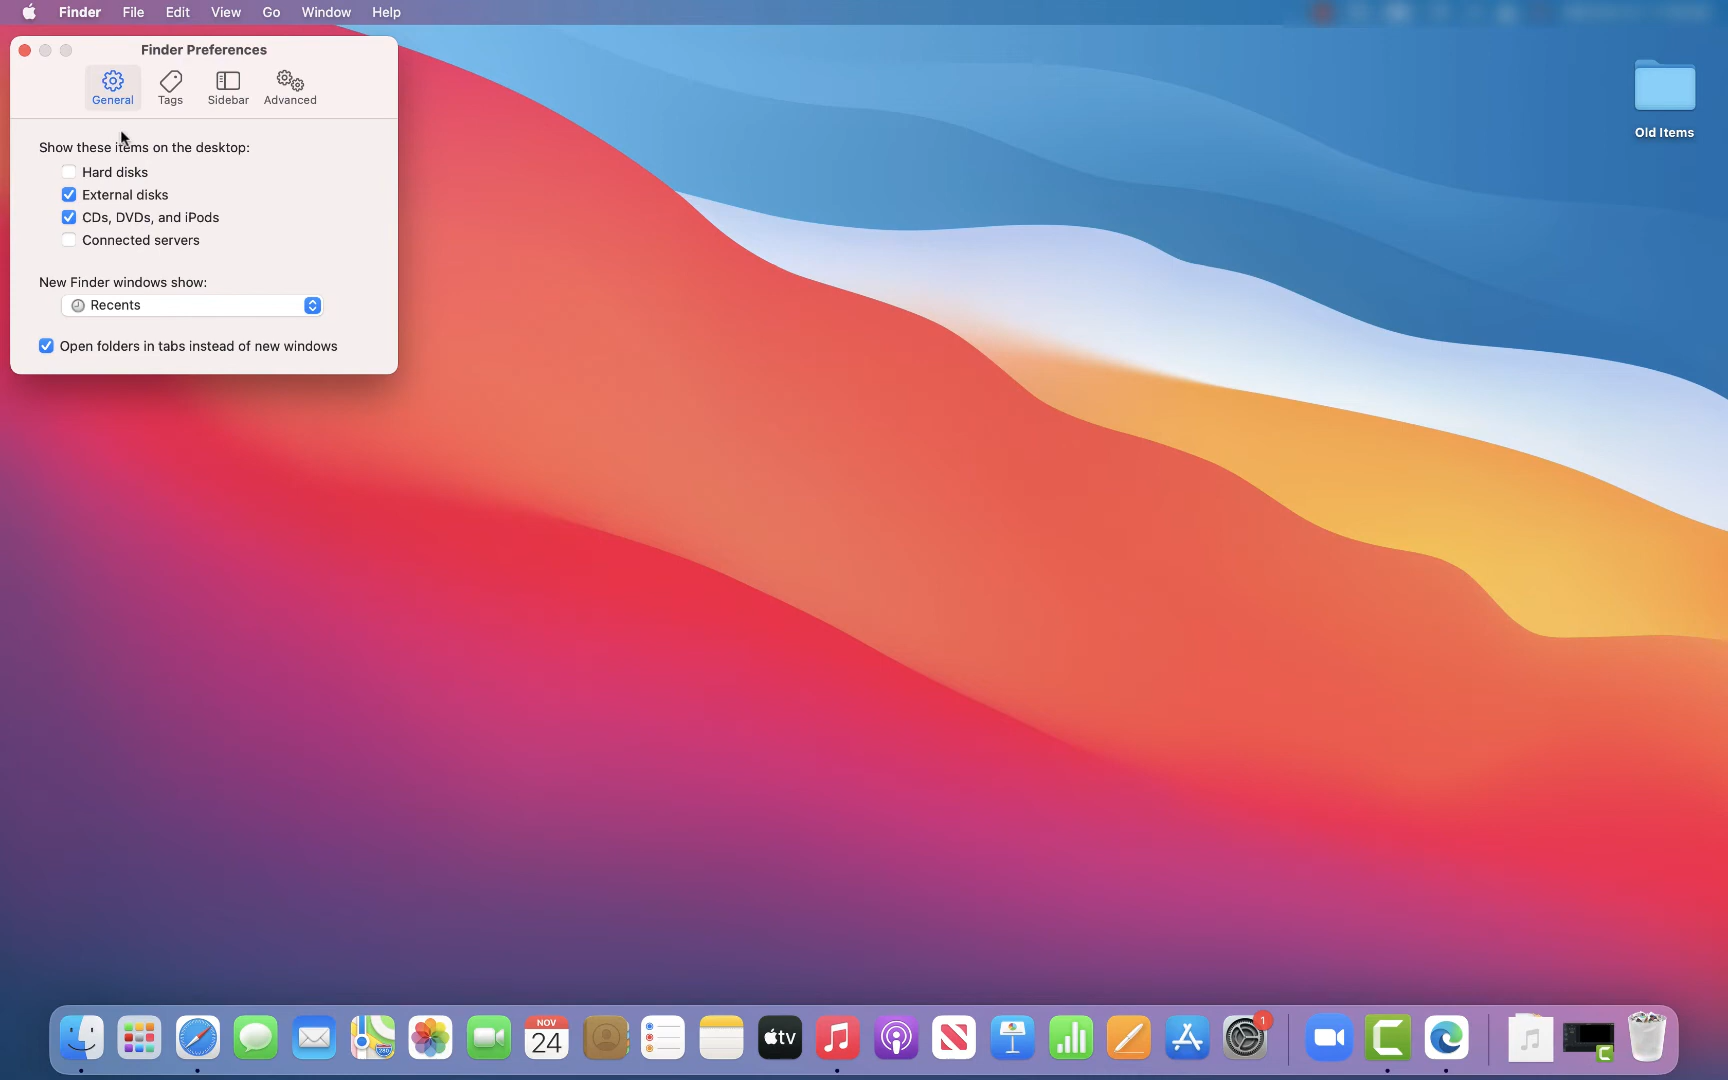 Finder File Edit View Go Window Help
Finder Preferences
General Tags Sidebar Advanced
Show these items on the desktop:
Hard disks
External disks
CDs, DVDs, and iPods
Connected servers
New Finder windows show:
Recents
Open folders in tabs instead of new windows
Old Items
NOV
24
tv
1